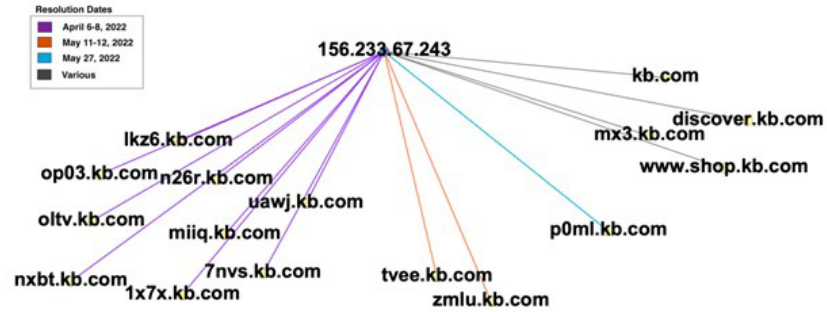 Resolution Dates
April 6-8, 2022
May 11-12, 2022
May 27, 2022
Various
156.233.67.243
kb.com
discover.kb.com
mx3.kb.com
www.shop.kb.com
lkz6.kb.com
op03.kb.com
n26r.kb.com
uawj.kb.com
oltv.kb.com
miiq.kb.com
p0ml.kb.com
nxbt.kb.com
7nvs.kb.com
1x7x.kb.com
tvee.kb.com
zmlu.kb.com